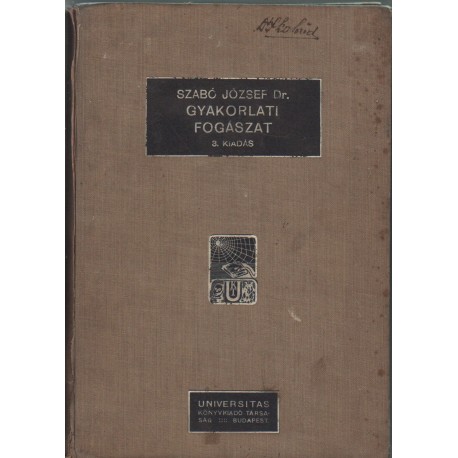 SZABÓ JÓZSEF Dr.
GYAKORLATI
FOGÁSZAT
3. KIADÁS
U
UNIVERSITAS
KÖNYVKIADÓ TÁRSA-
SÁG BUDAPEST.